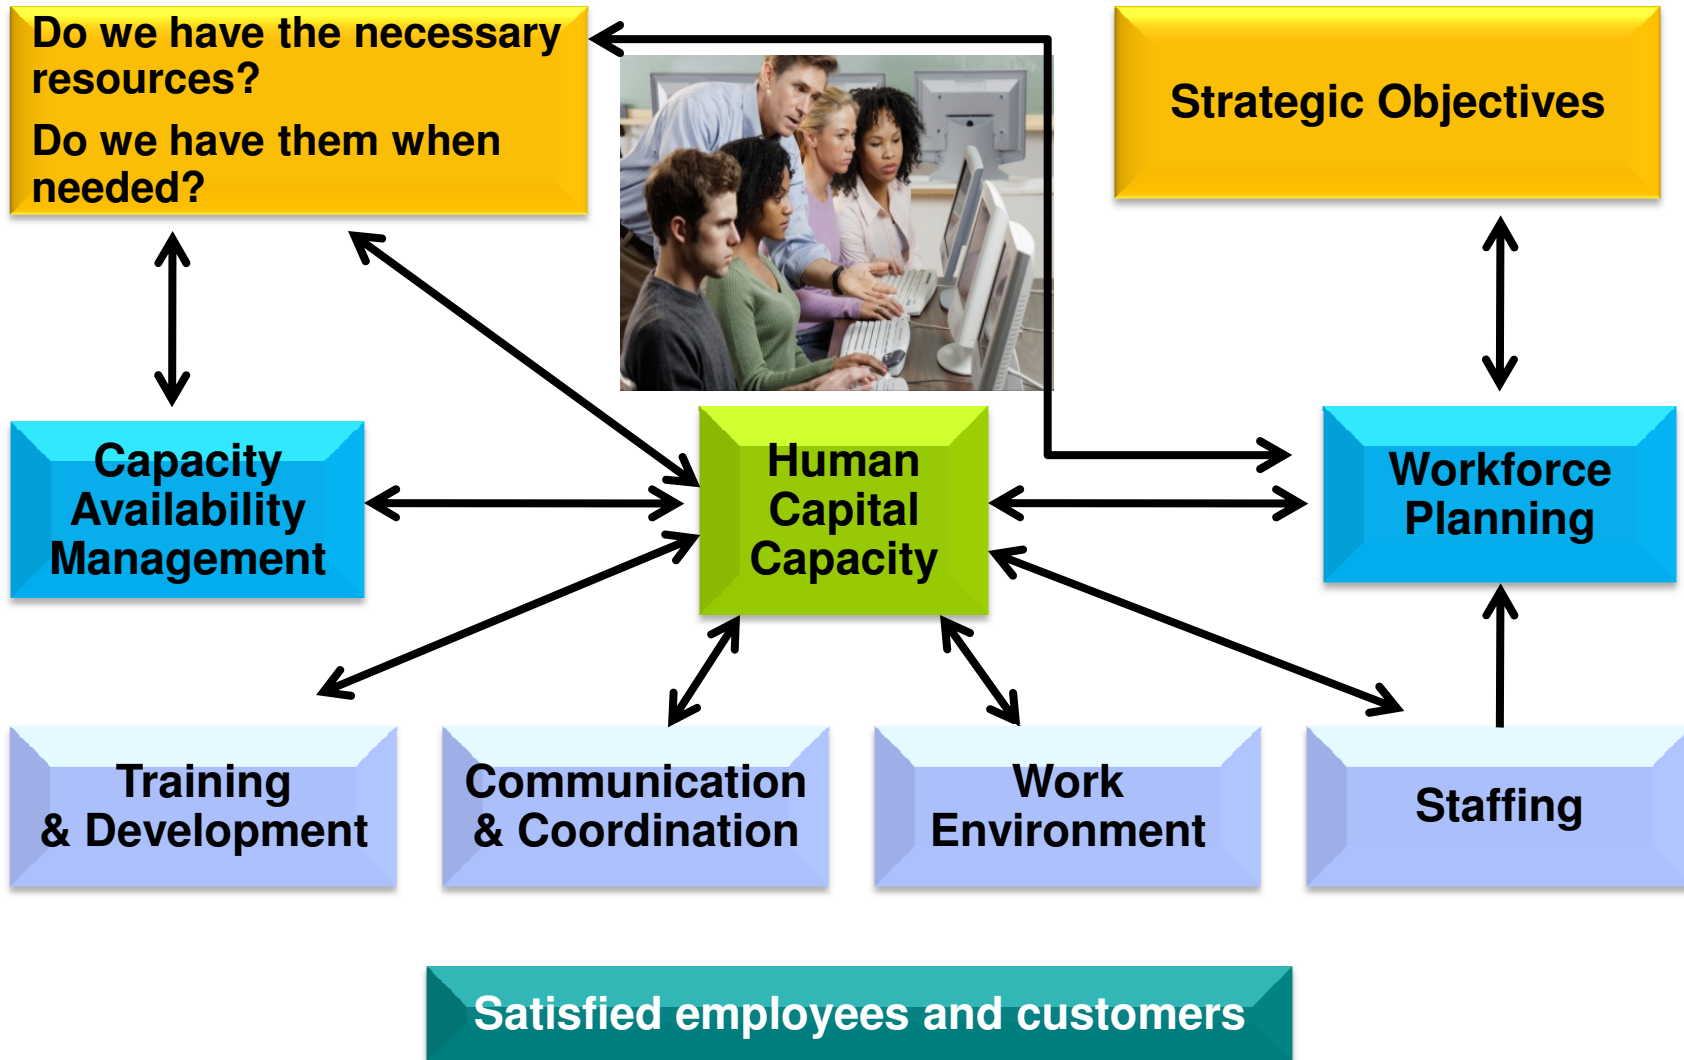 Do we have the necessary
resources?
Do we have them when
needed?
Strategic Objectives
Capacity
Availability
Management
Human
Capital
Capacity
Workforce
Planning
Training
& Development
Communication
& Coordination
Work
Environment
Staffing
Satisfied employees and customers